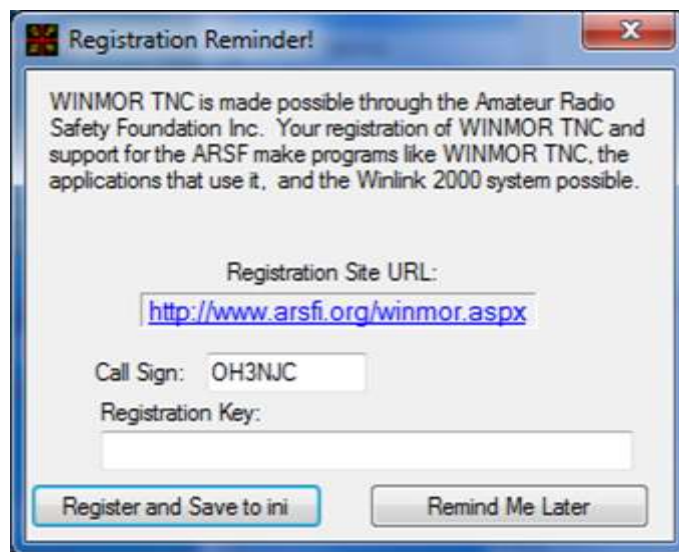 Registration Reminder!
WINMOR TNC is made possible through the Amateur Radio
Safety Foundation Inc.  Your registration of WINMOR TNC and
support for the ARSF make programs like WINMOR TNC, the
applications that use it,  and the Winlink 2000 system possible.
Registration Site URL:
http://www.arsfi.org/winmor.aspx
Call Sign: OH3NJC
Registration Key:
Register and Save to ini Remind Me Later